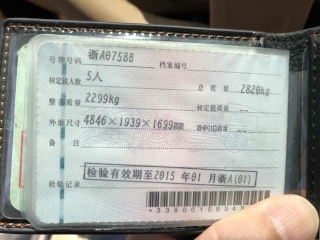 号牌号码 浙A075BB 档案编号
核定载人数 5人 总质量 2820kg
整备质量 2299kg 核定载质量 --
外廓尺寸 4846×1939×1699mm 准牵引总质量 --
备注
检验有效期至2015年01月浙A(01)
检验记录